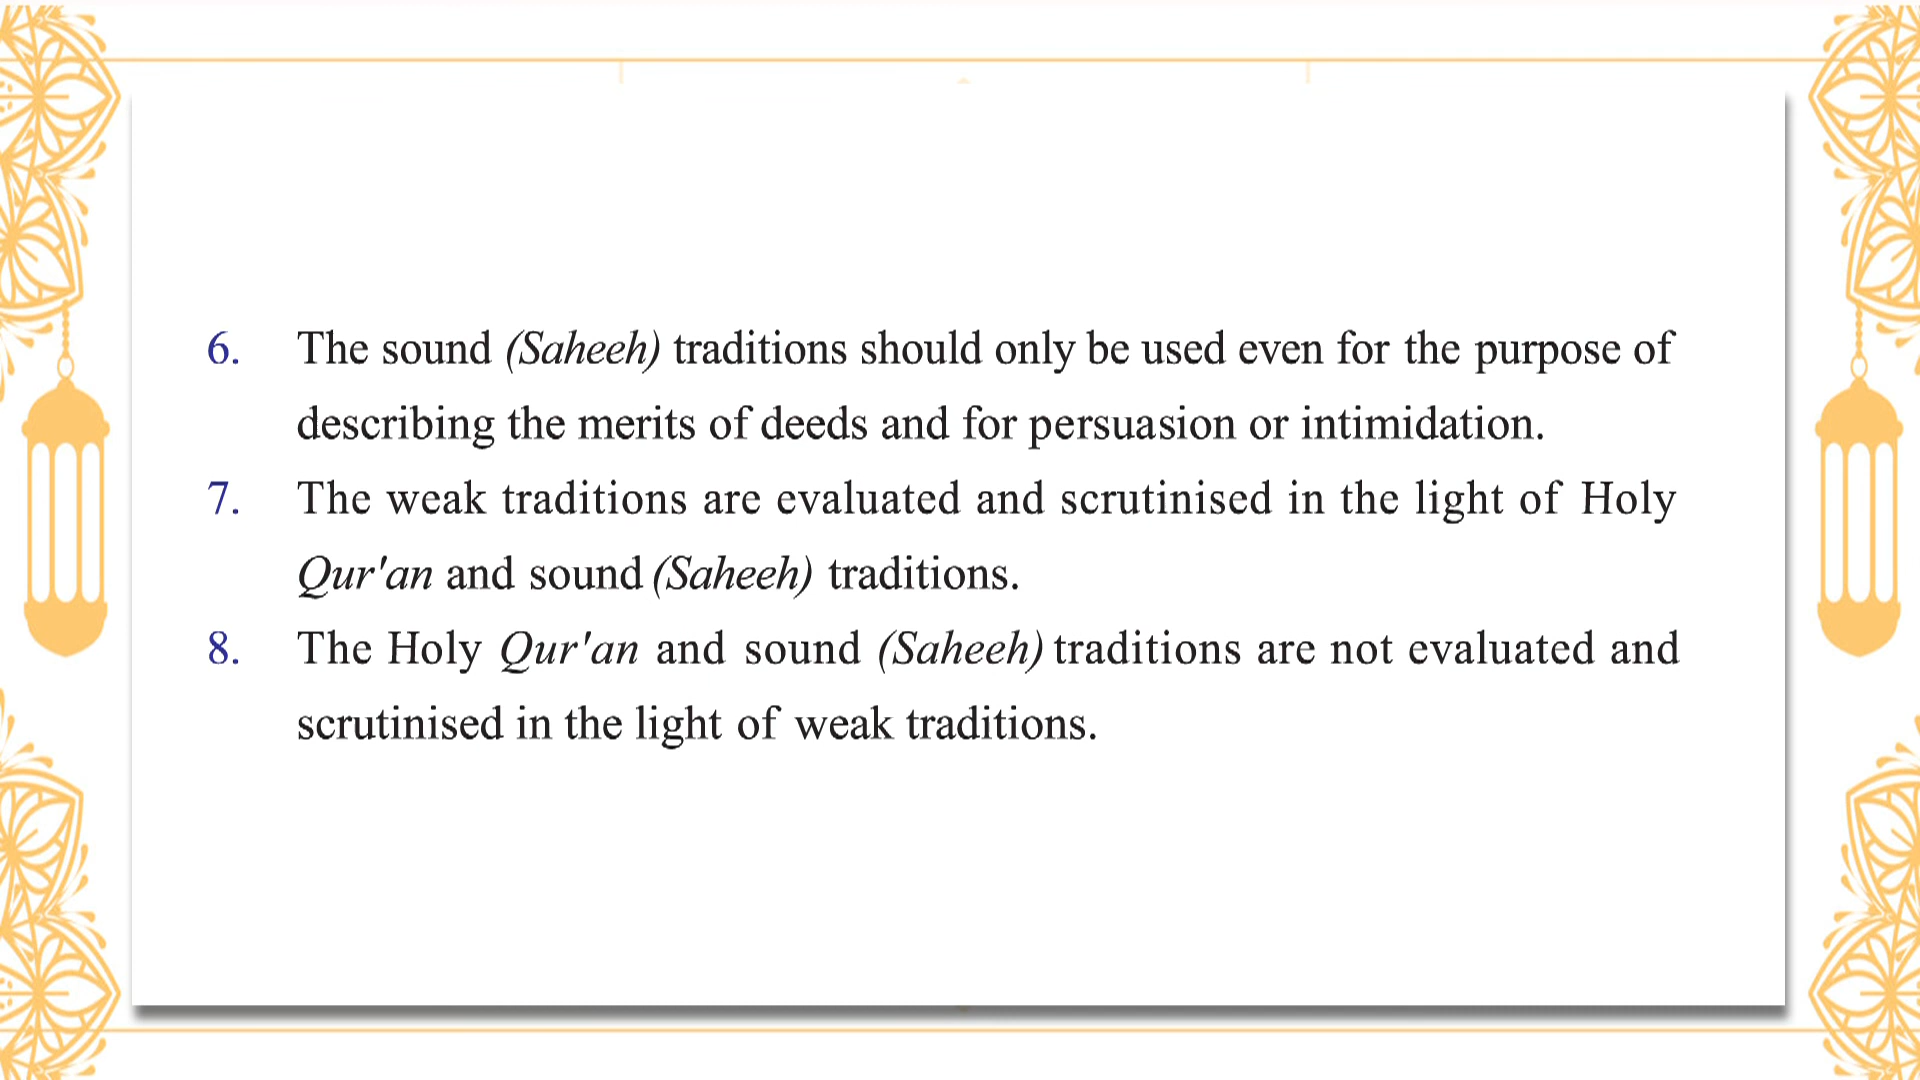 6. The sound (Saheeh) traditions should only be used even for the purpose of
describing the merits of deeds and for persuasion or intimidation.
7. The weak traditions are evaluated and scrutinised in the light of Holy
Qur'an and sound (Saheeh) traditions.
8. The Holy Qur'an and sound (Saheeh) traditions are not evaluated and
scrutinised in the light of weak traditions.